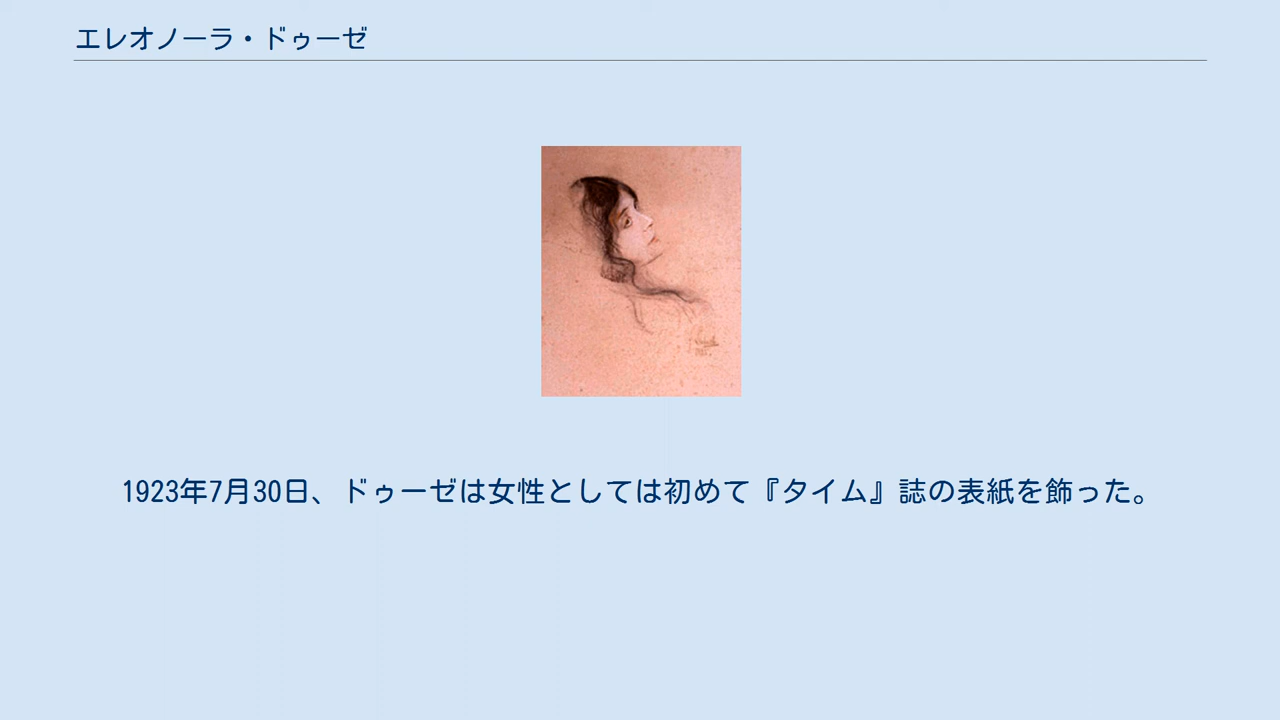 エレオノーラ・ドゥーゼ
1923年7月30日、ドゥーゼは女性としては初めて『タイム』誌の表紙を飾った。